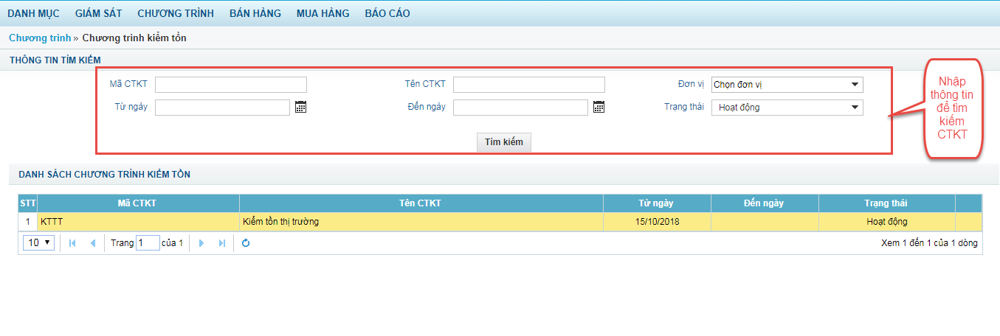 DANH MỤC GIÁM SÁT CHƯƠNG TRÌNH BÁN HÀNG MUA HÀNG BÁO CÁO
Chương trình » Chương trình kiểm tồn
THÔNG TIN TÌM KIẾM
Mã CTKT Tên CTKT Đơn vị Chọn đơn vị
Từ ngày Đến ngày Trạng thái Hoạt động
Tìm kiếm
Nhập
thông tin
để tìm
kiếm
CTKT
DANH SÁCH CHƯƠNG TRÌNH KIỂM TỒN
STT Mã CTKT Tên CTKT Từ ngày Đến ngày Trạng thái
1 KTTT Kiểm tồn thị trường 15/10/2018 Hoạt động
10 Trang 1 của 1 Xem 1 đến 1 của 1 dòng